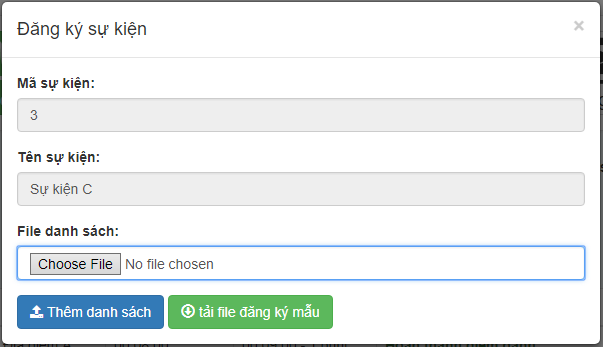 Đăng ký sự kiện ×
Mã sự kiện:
3
Tên sự kiện:
Sự kiện C
File danh sách:
Choose File No file chosen
Thêm danh sách tải file đăng ký mẫu